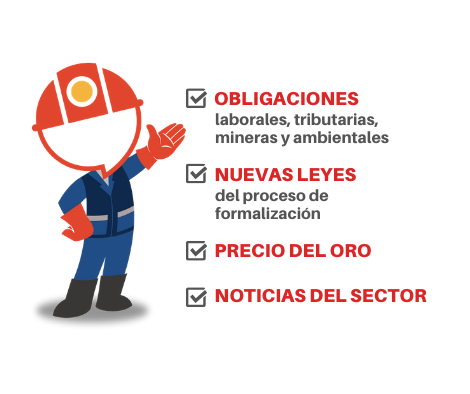 OBLIGACIONES
laborales, tributarias,
mineras y ambientales
NUEVAS LEYES
del proceso de
formalización
PRECIO DEL ORO
NOTICIAS DEL SECTOR